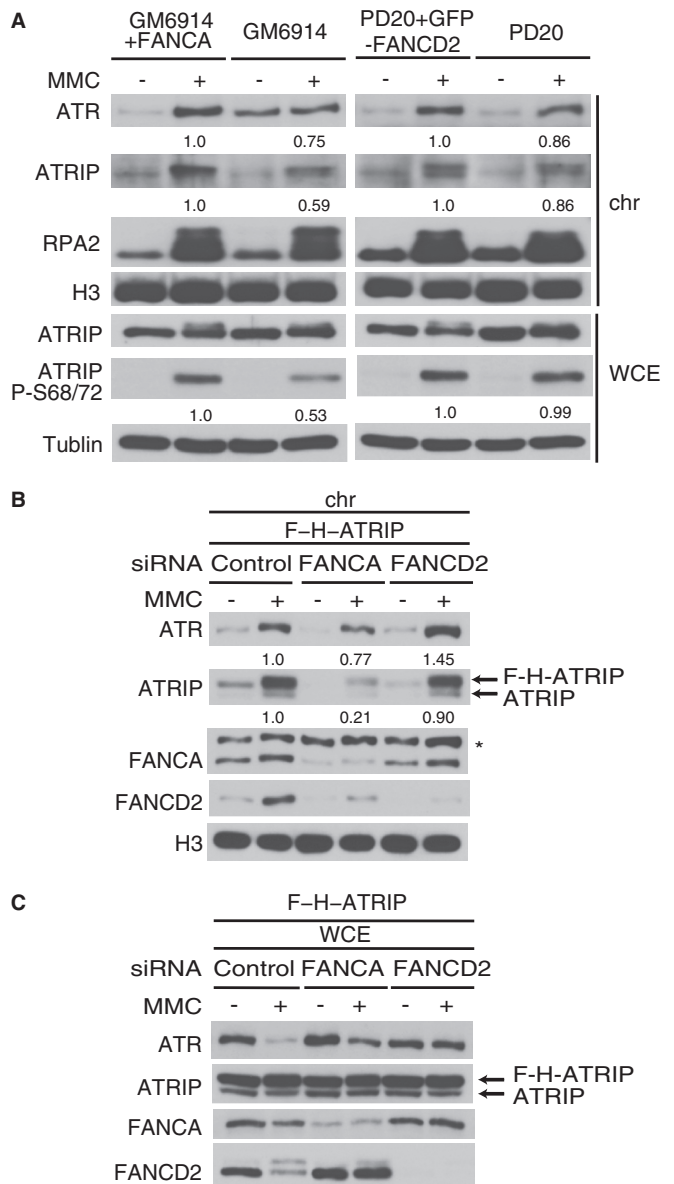 A
GM6914 +FANCA GM6914 PD20+GFP -FANCD2 PD20
MMC - + - + - + - +
ATR
1.0 0.75 1.0 0.86
ATRIP
1.0 0.59 1.0 0.86
RPA2
H3
chr
ATRIP
ATRIP P-S68/72
1.0 0.53 1.0 0.99
Tublin
WCE
B
chr
F–H–ATRIP
siRNA Control FANCA FANCD2
MMC - + - + - +
ATR
1.0 0.77 1.45
ATRIP F-H-ATRIP
ATRIP
1.0 0.21 0.90
*
FANCA
FANCD2
H3
C
F–H–ATRIP
WCE
siRNA Control FANCA FANCD2
MMC - + - + - +
ATR
ATRIP F-H-ATRIP
ATRIP
FANCA
FANCD2